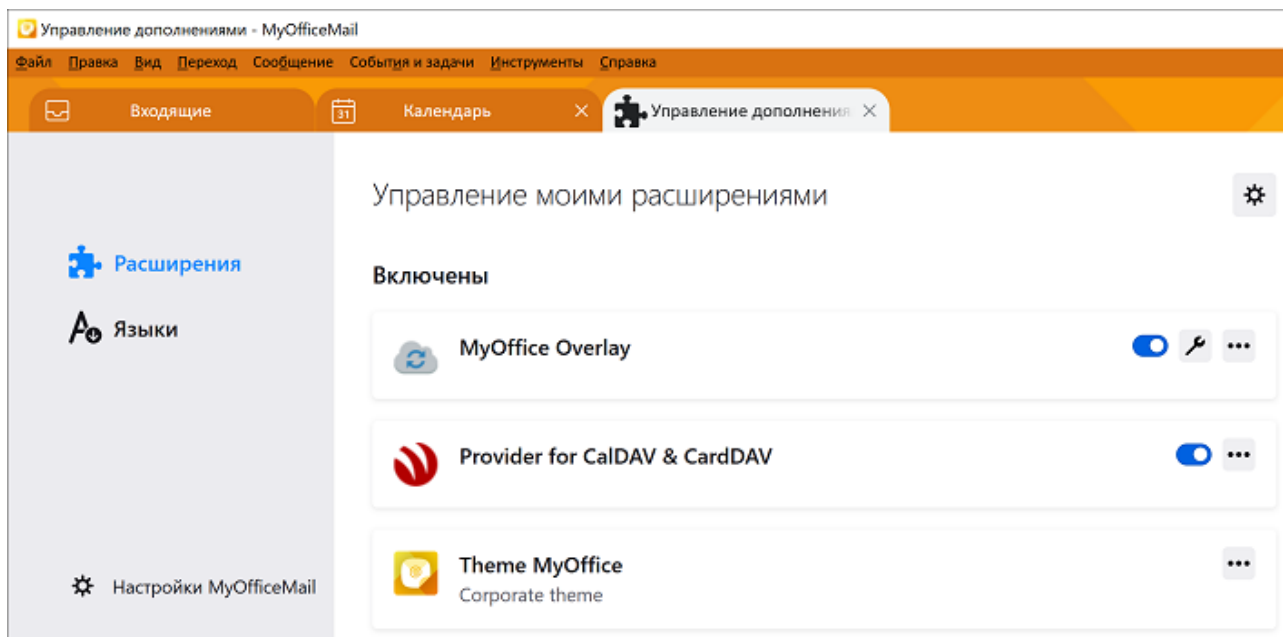 Управление дополнениями - MyOfficeMail
Файл Правка Вид Переход Сообщение События и задачи Инструменты Справка
Входящие 31 Календарь Управление дополнения
Управление моими расширениями
Расширения
Включены
Языки
MyOffice Overlay
Provider for CalDAV & CardDAV
Theme MyOffice
Corporate theme
Настройки MyOfficeMail